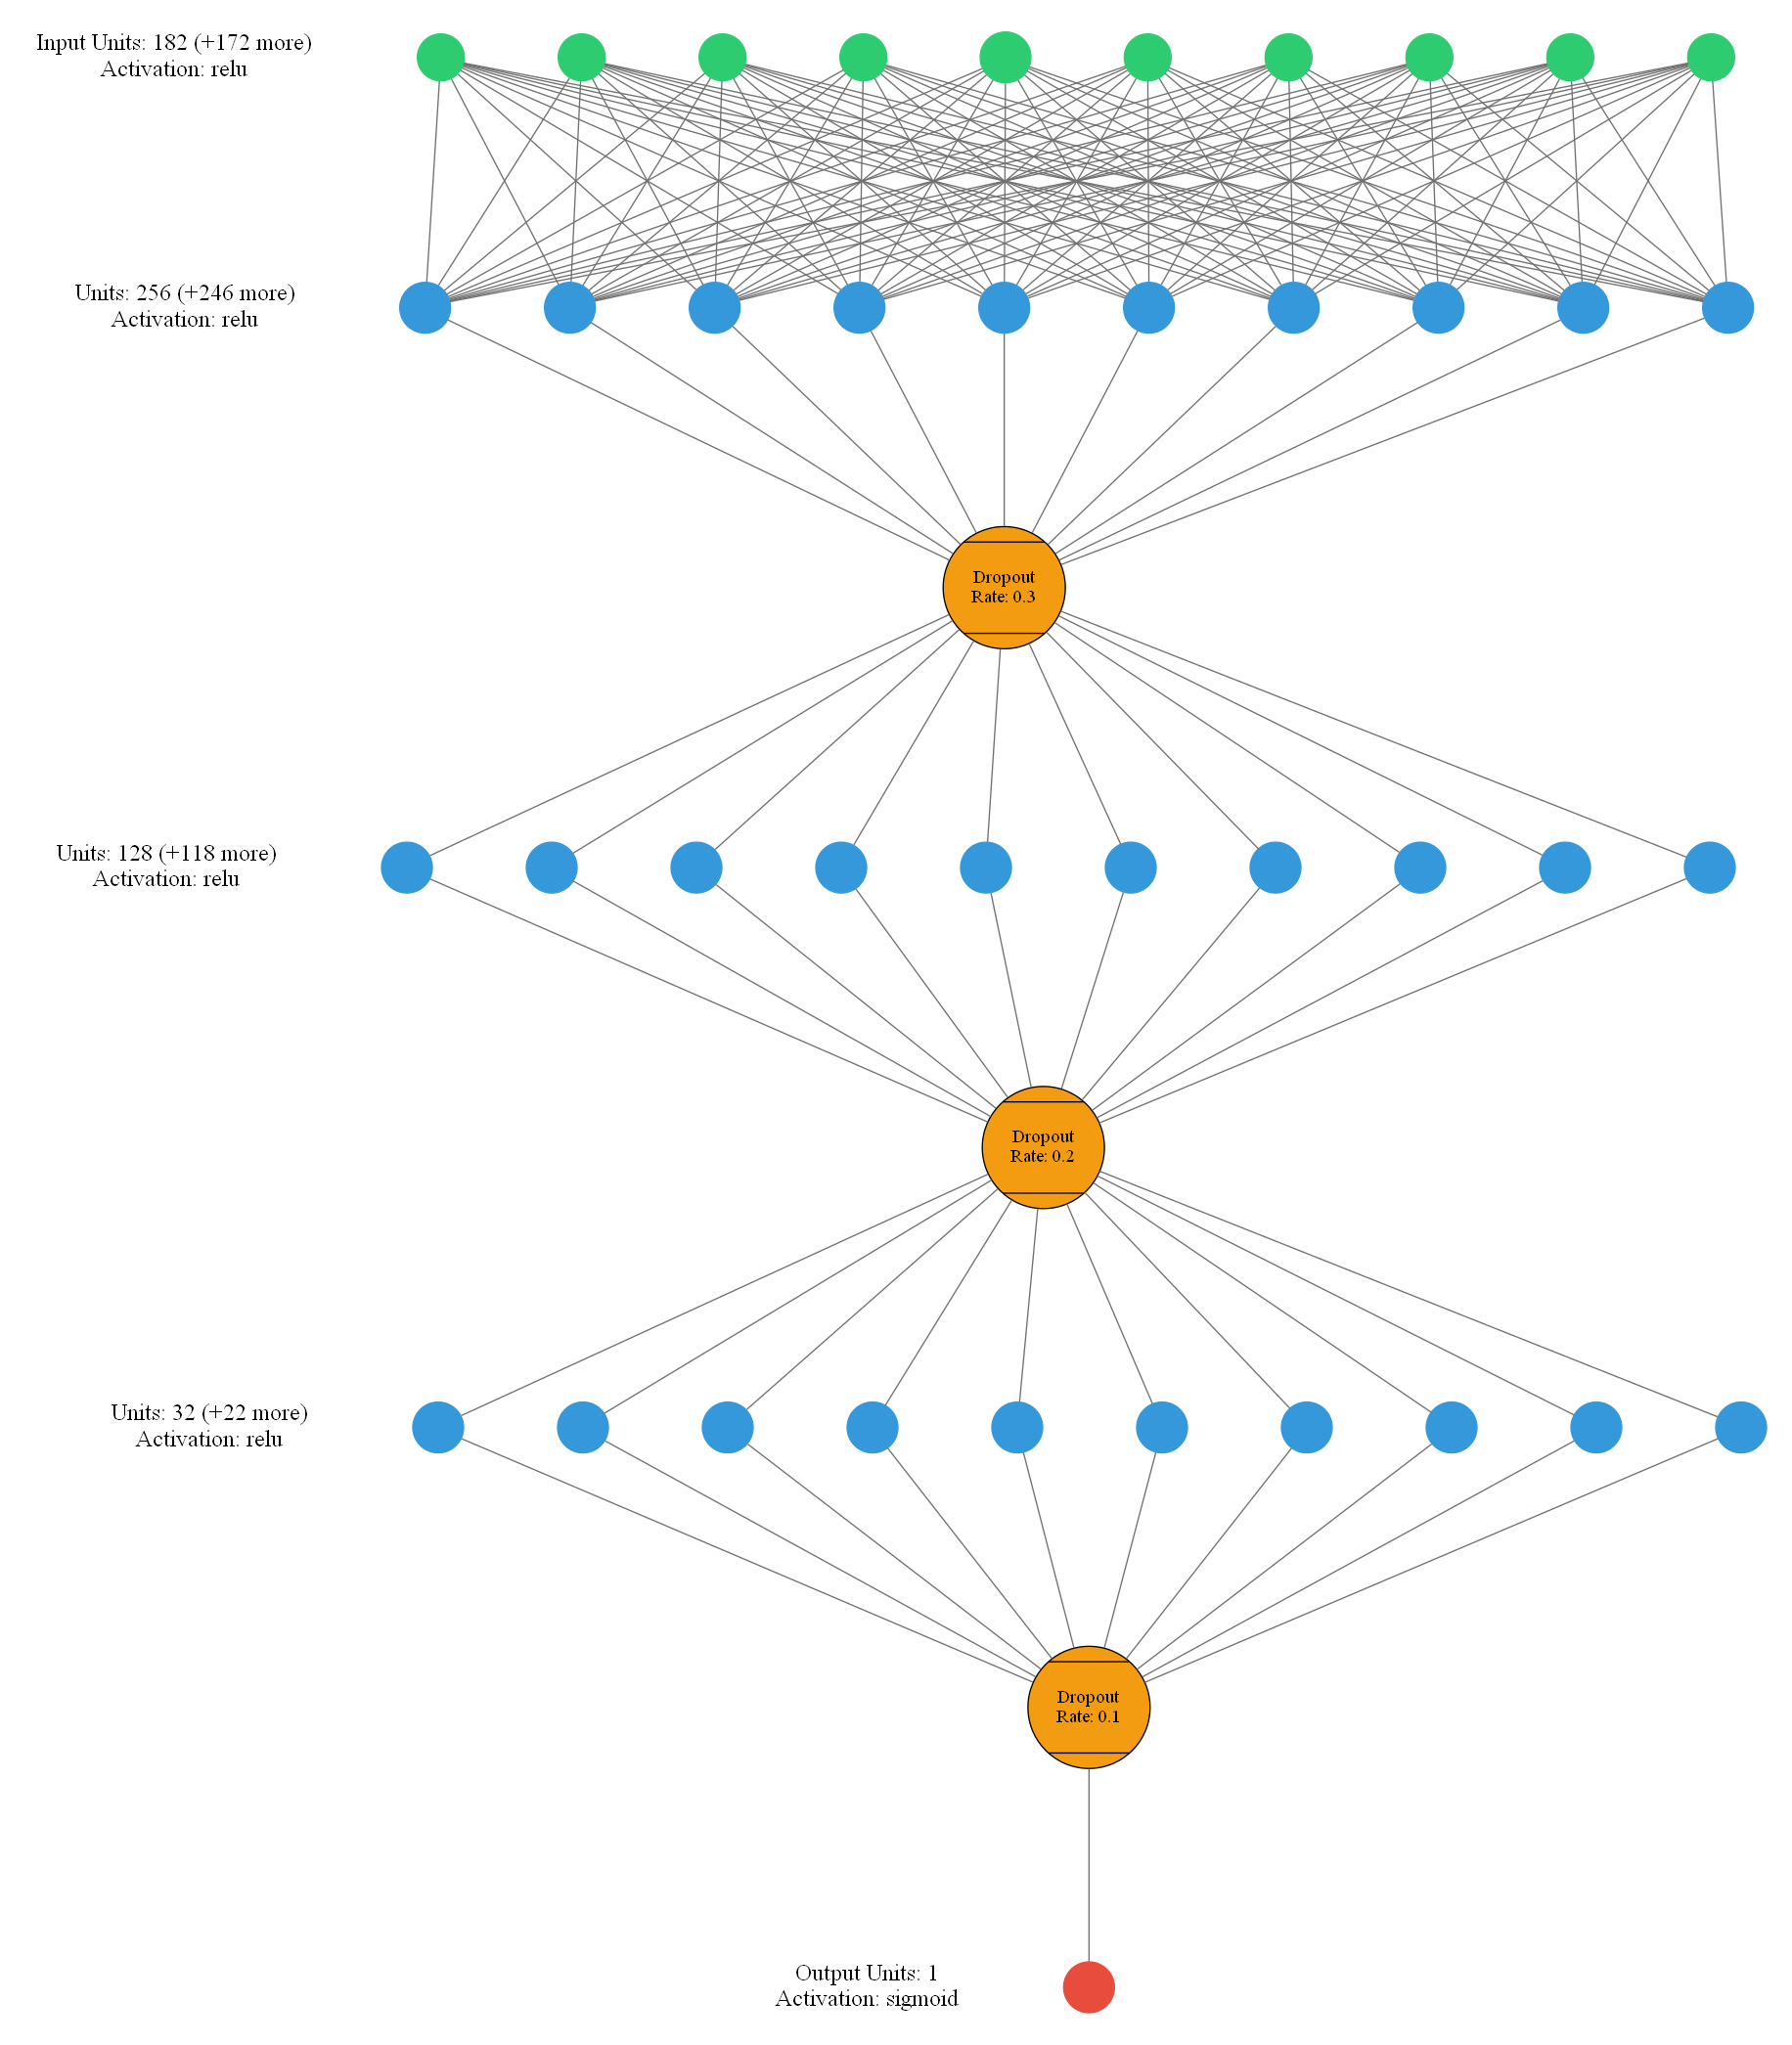 Input Units: 182 (+172 more)
Activation: relu
Units: 256 (+246 more)
Activation: relu
Dropout
Rate: 0.3
Units: 128 (+118 more)
Activation: relu
Dropout
Rate: 0.2
Units: 32 (+22 more)
Activation: relu
Dropout
Rate: 0.1
Output Units: 1
Activation: sigmoid